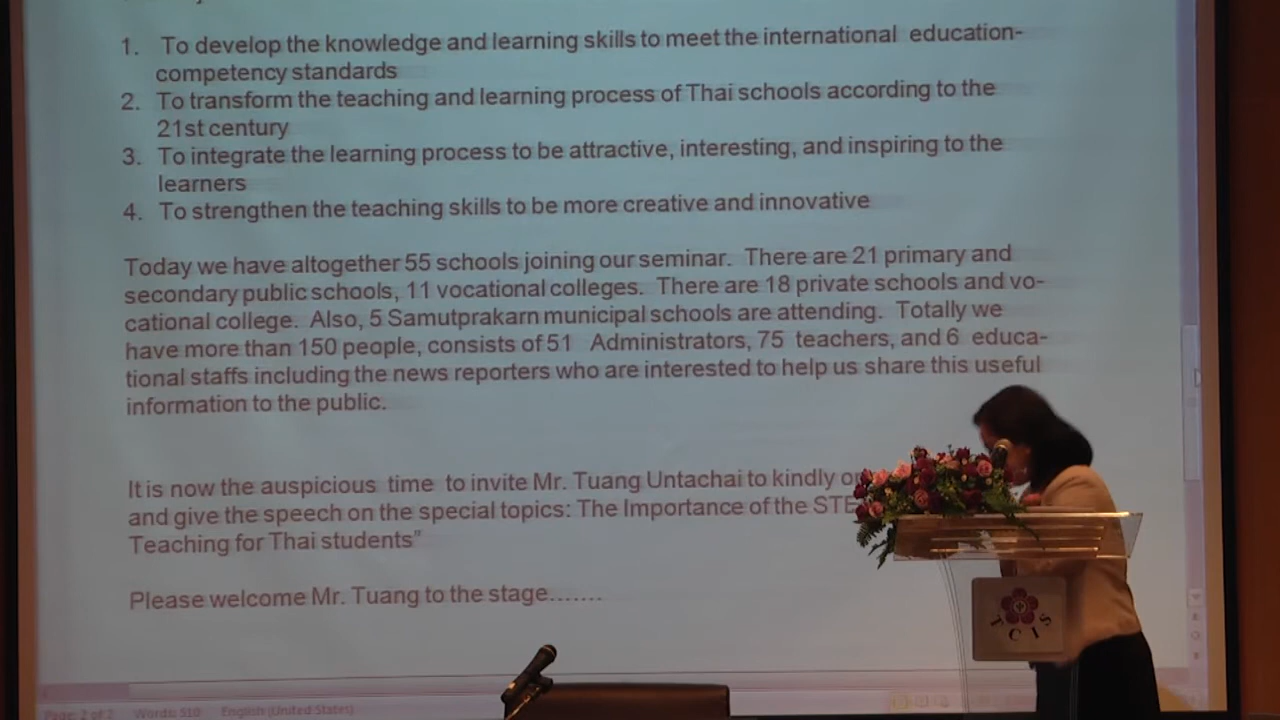 1. To develop the knowledge and learning skills to meet the international education-
competency standards
2. To transform the teaching and learning process of Thai schools according to the
21st century
3. To integrate the learning process to be attractive, interesting, and inspiring to the
learners
4. To strengthen the teaching skills to be more creative and innovative
Today we have altogether 55 schools joining our seminar. There are 21 primary and
secondary public schools, 11 vocational colleges. There are 18 private schools and vo-
cational college. Also, 5 Samutprakarn municipal schools are attending. Totally we
have more than 150 people, consists of 51 Administrators, 75 teachers, and 6 educa-
tional staffs including the news reporters who are interested to help us share this useful
information to the public.
It is now the auspicious time to invite Mr. Tuang Untachai to kindly
and give the speech on the special topics: The Importance of the
Teaching for Thai students”
Please welcome Mr. Tuang to the stage.......
TCIS
Page: 2 of 2 Words: 510 English (United States)